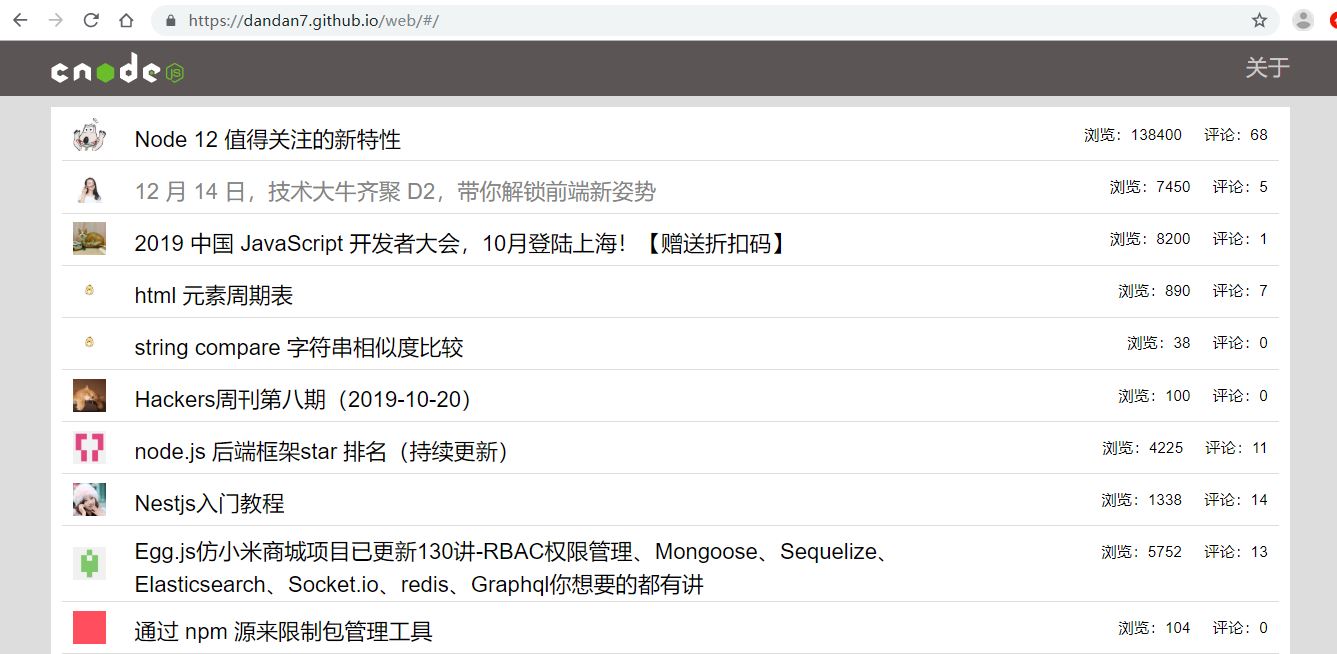 https://dandan7.github.io/web/#/
cnode JS
关于
Node 12 值得关注的新特性
浏览：138400 评论：68
12 月 14 日，技术大牛齐聚 D2，带你解锁前端新姿势
浏览：7450 评论：5
2019 中国 JavaScript 开发者大会，10月登陆上海！【赠送折扣码】
浏览：8200 评论：1
html 元素周期表
浏览：890 评论：7
string compare 字符串相似度比较
浏览：38 评论：0
Hackers周刊第八期（2019-10-20）
浏览：100 评论：0
node.js 后端框架star 排名（持续更新）
浏览：4225 评论：11
Nestjs入门教程
浏览：1338 评论：14
Egg.js仿小米商城项目已更新130讲-RBAC权限管理、Mongoose、Sequelize、
浏览：5752 评论：13
Elasticsearch、Socket.io、redis、Graphql你想要的都有讲
通过 npm 源来限制包管理工具
浏览：104 评论：0